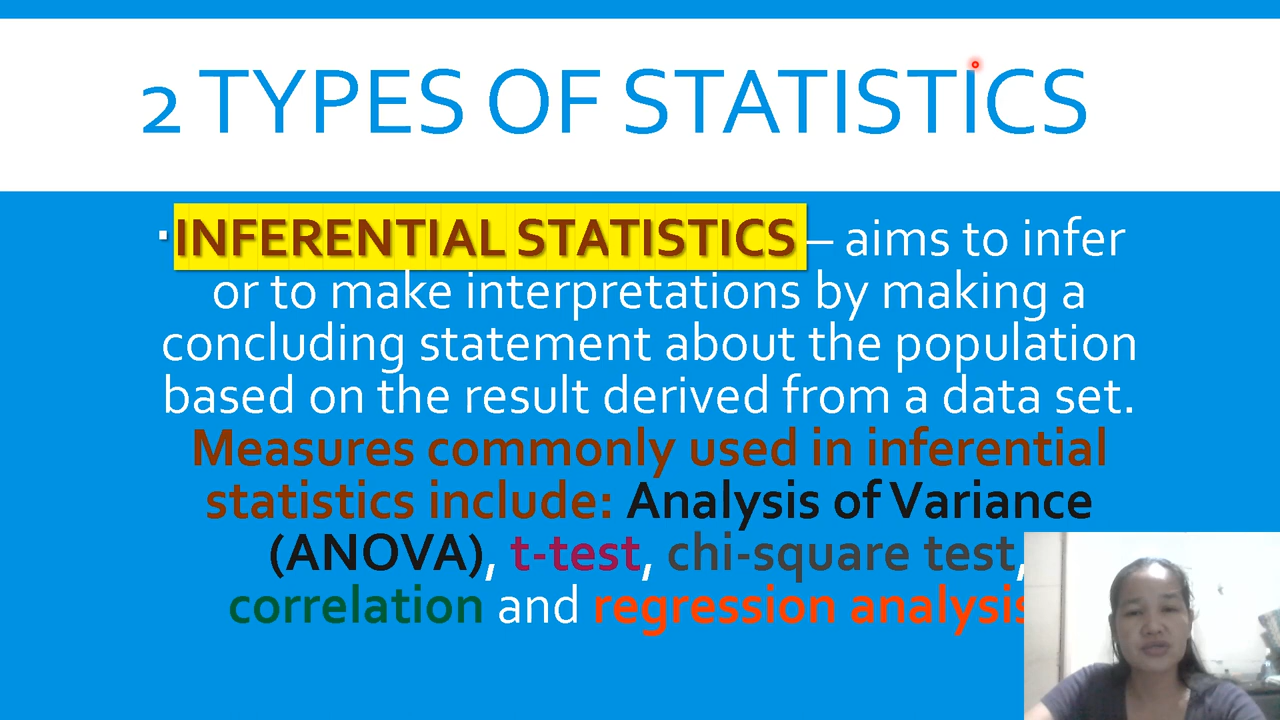 2 TYPES OF STATISTICS
▪INFERENTIAL STATISTICS – aims to infer
or to make interpretations by making a
concluding statement about the population
based on the result derived from a data set.
Measures commonly used in inferential
statistics include: Analysis of Variance
(ANOVA), t-test, chi-square test,
correlation and regression analysis